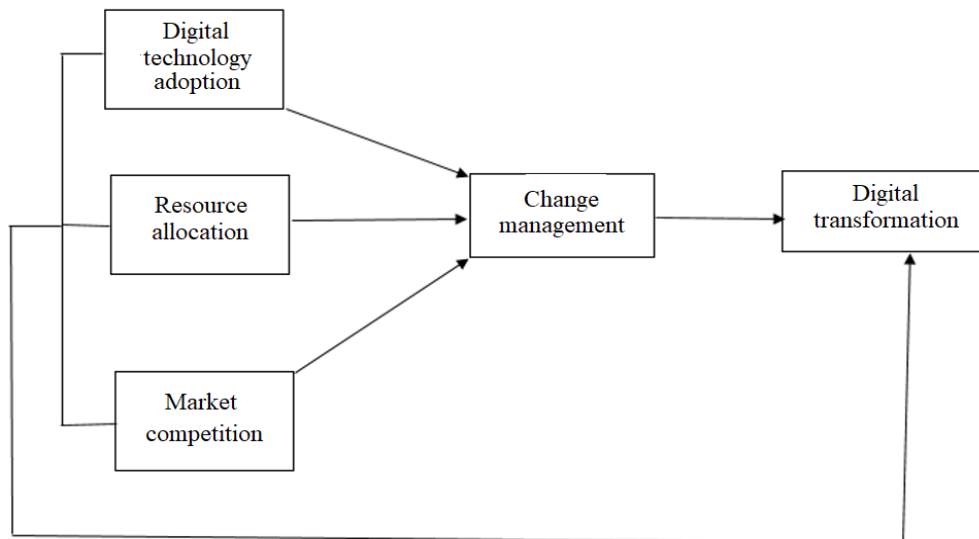 Digital
technology
adoption
Resource
allocation
Market
competition
Change
management
Digital
transformation